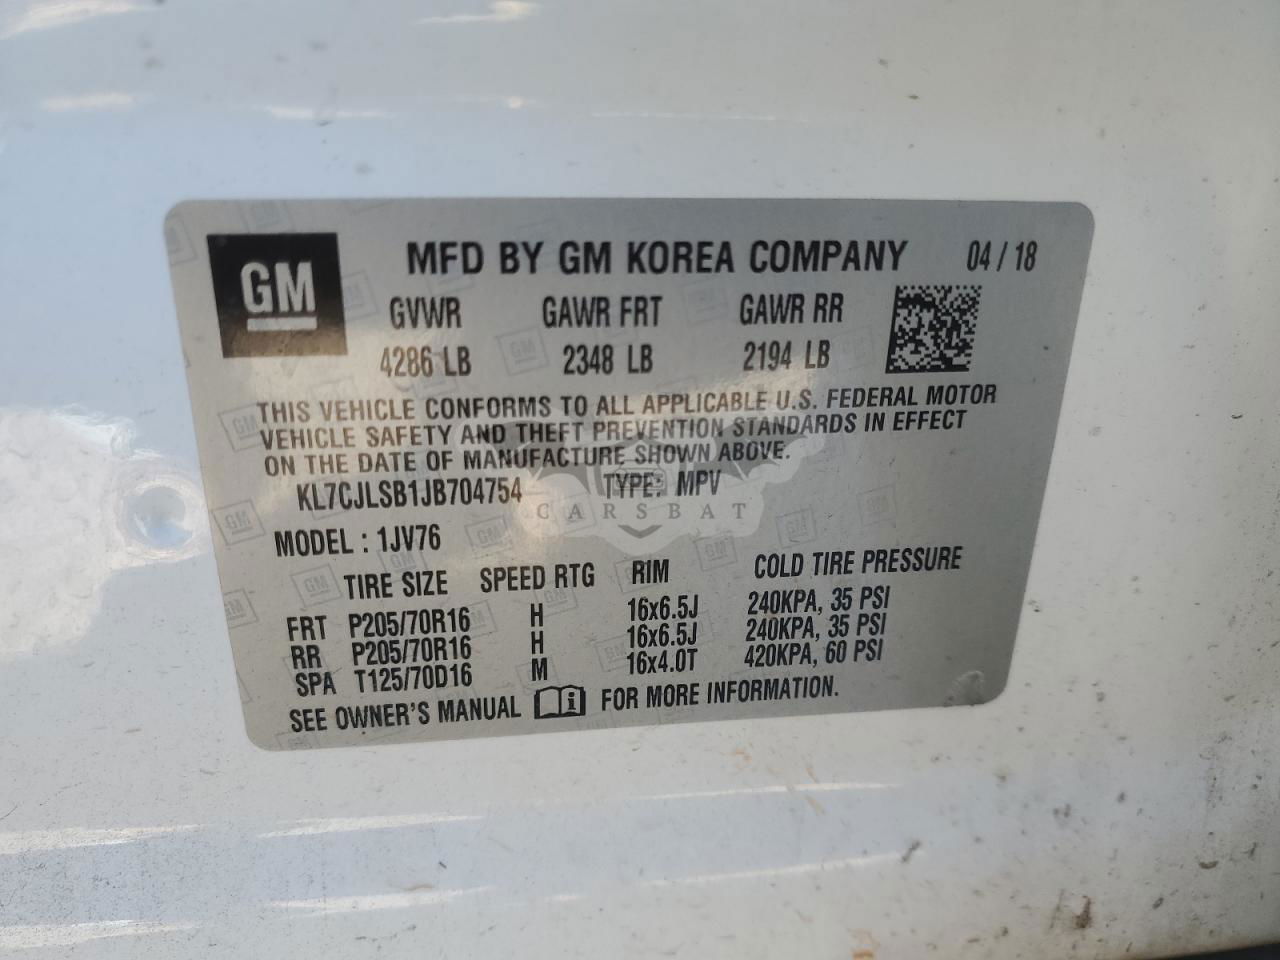 GM MFD BY GM KOREA COMPANY 04 / 18
GVWR GAWR FRT GAWR RR
4286 LB 2348 LB 2194 LB
THIS VEHICLE CONFORMS TO ALL APPLICABLE U.S. FEDERAL MOTOR
VEHICLE SAFETY AND THEFT PREVENTION STANDARDS IN EFFECT
ON THE DATE OF MANUFACTURE SHOWN ABOVE.
KL7CJLSB1JB704754 TYPE: MPV
CARSBAT
MODEL : 1JV76
TIRE SIZE SPEED RTG RIM COLD TIRE PRESSURE
FRT P205/70R16 H 16x6.5J 240KPA, 35 PSI
RR P205/70R16 H 16x6.5J 240KPA, 35 PSI
SPA T125/70D16 M 16x4.0T 420KPA, 60 PSI
SEE OWNER'S MANUAL FOR MORE INFORMATION.